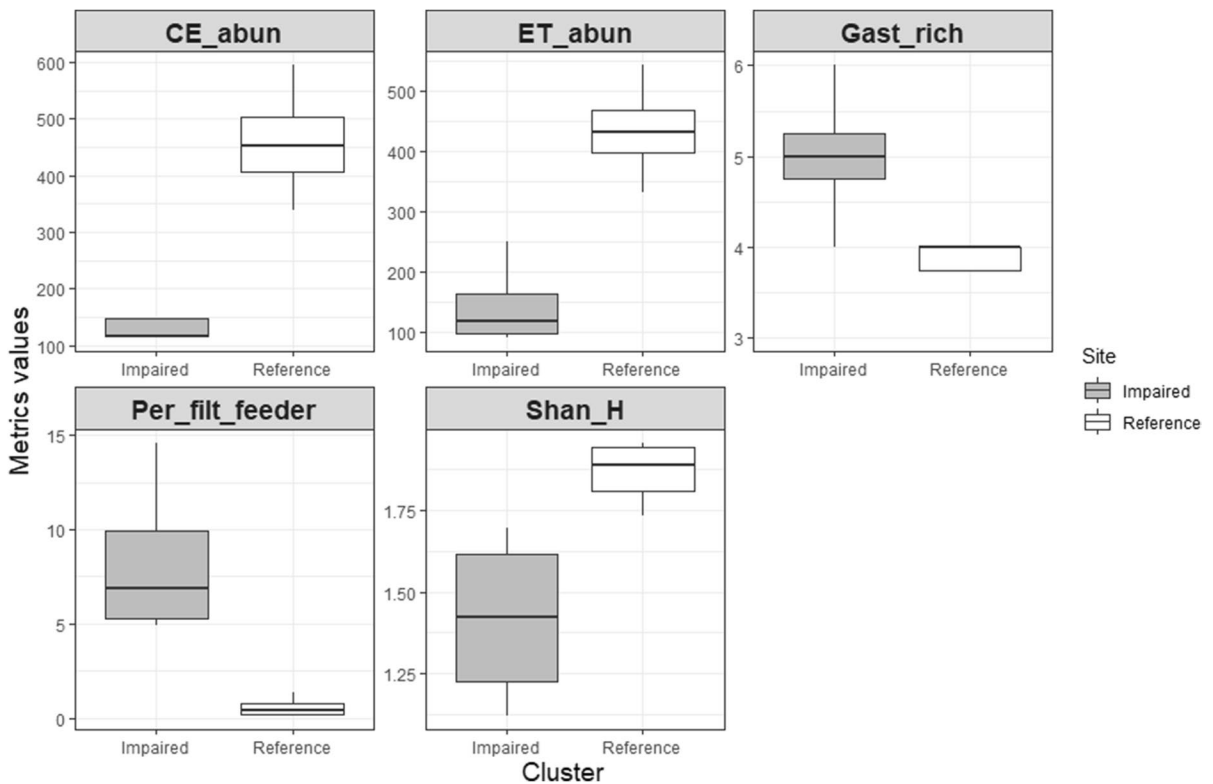 CE_abun
ET_abun
Gast_rich
600
500
400
300
200
100
500
400
300
200
100
6
5
4
3
Impaired
Reference
Impaired
Reference
Impaired
Reference
Metrics values
Per_filt_feeder
Shan_H
15
10
5
0
1.75
1.50
1.25
Impaired
Reference
Impaired
Reference
Cluster
Site
Impaired
Reference